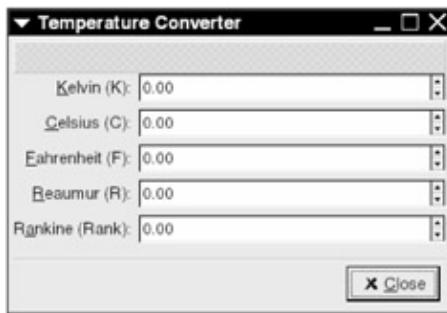 Temperature Converter
Kelvin (K): 0.00
Celsius (C): 0.00
Fahrenheit (F): 0.00
Reaumur (R): 0.00
Rankine (Rank): 0.00
Close